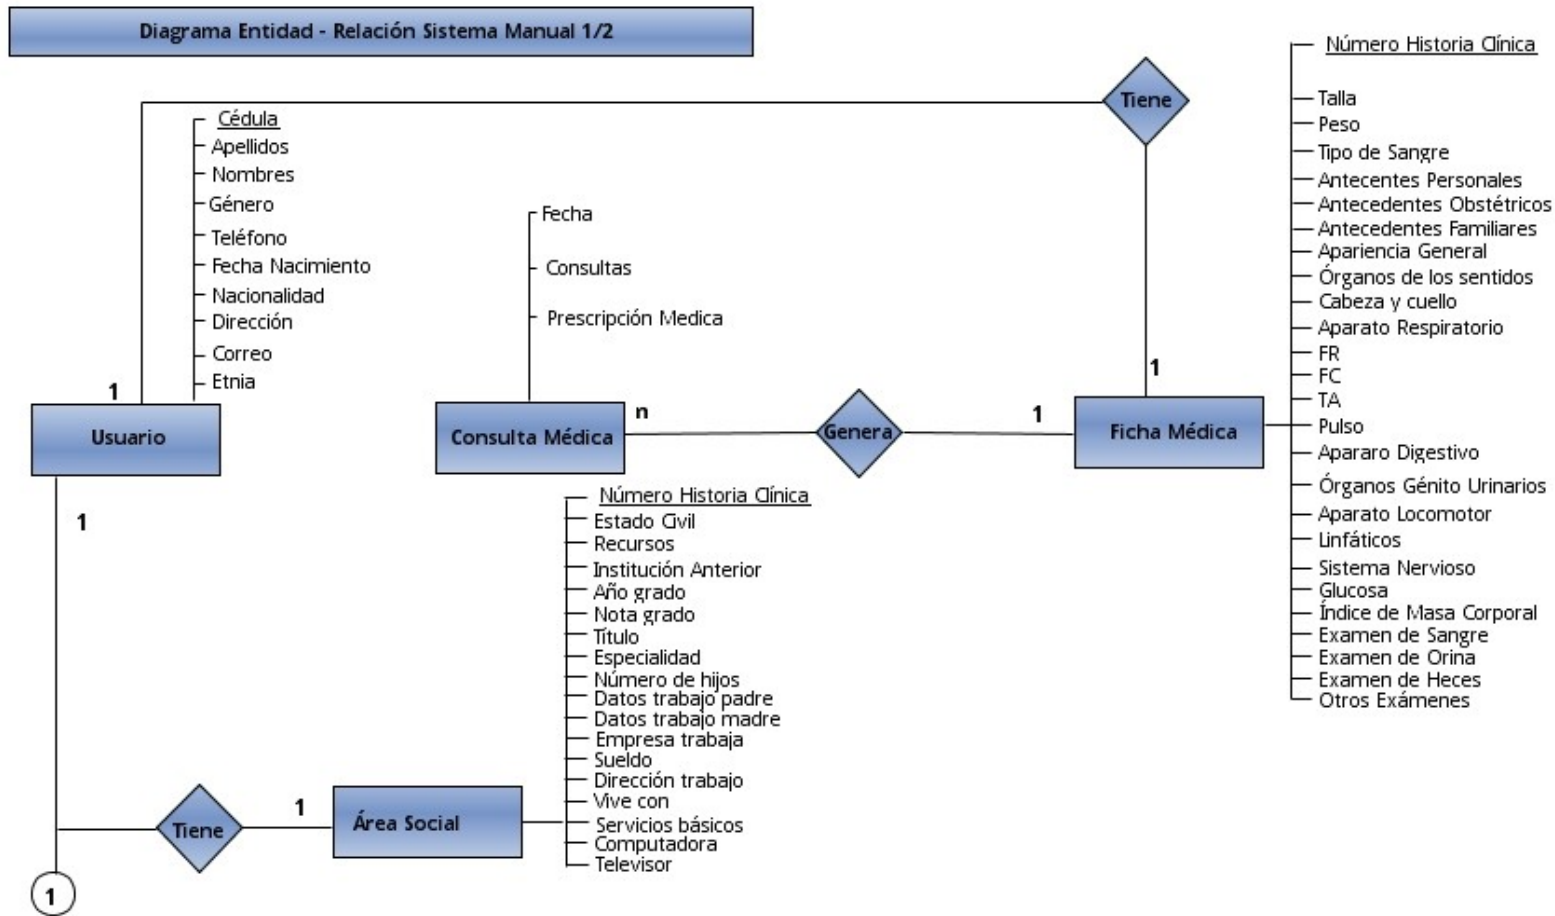 Diagrama Entidad - Relación Sistema Manual 1/2
Tiene
Cédula
Apellidos
Nombres
Género
Teléfono
Fecha Nacimiento
Nacionalidad
Dirección
Correo
Etnia
1
Usuario
1
Fecha
Consultas
Prescripción Medica
Consulta Médica
n
Genera
1
1
Ficha Médica
Número Historia Clínica
Talla
Peso
Tipo de Sangre
Antecentes Personales
Antecedentes Obstétricos
Antecedentes Familiares
Apariencia General
Órganos de los sentidos
Cabeza y cuello
Aparato Respiratorio
FR
FC
TA
Pulso
Apararo Digestivo
Órganos Génito Urinarios
Aparato Locomotor
Linfáticos
Sistema Nervioso
Glucosa
Índice de Masa Corporal
Examen de Sangre
Examen de Orina
Examen de Heces
Otros Exámenes
Número Historia Clínica
Estado Civil
Recursos
Institución Anterior
Año grado
Nota grado
Título
Especialidad
Número de hijos
Datos trabajo padre
Datos trabajo madre
Empresa trabaja
Sueldo
Dirección trabajo
Vive con
Servicios básicos
Computadora
Televisor
Tiene
1
Área Social
1